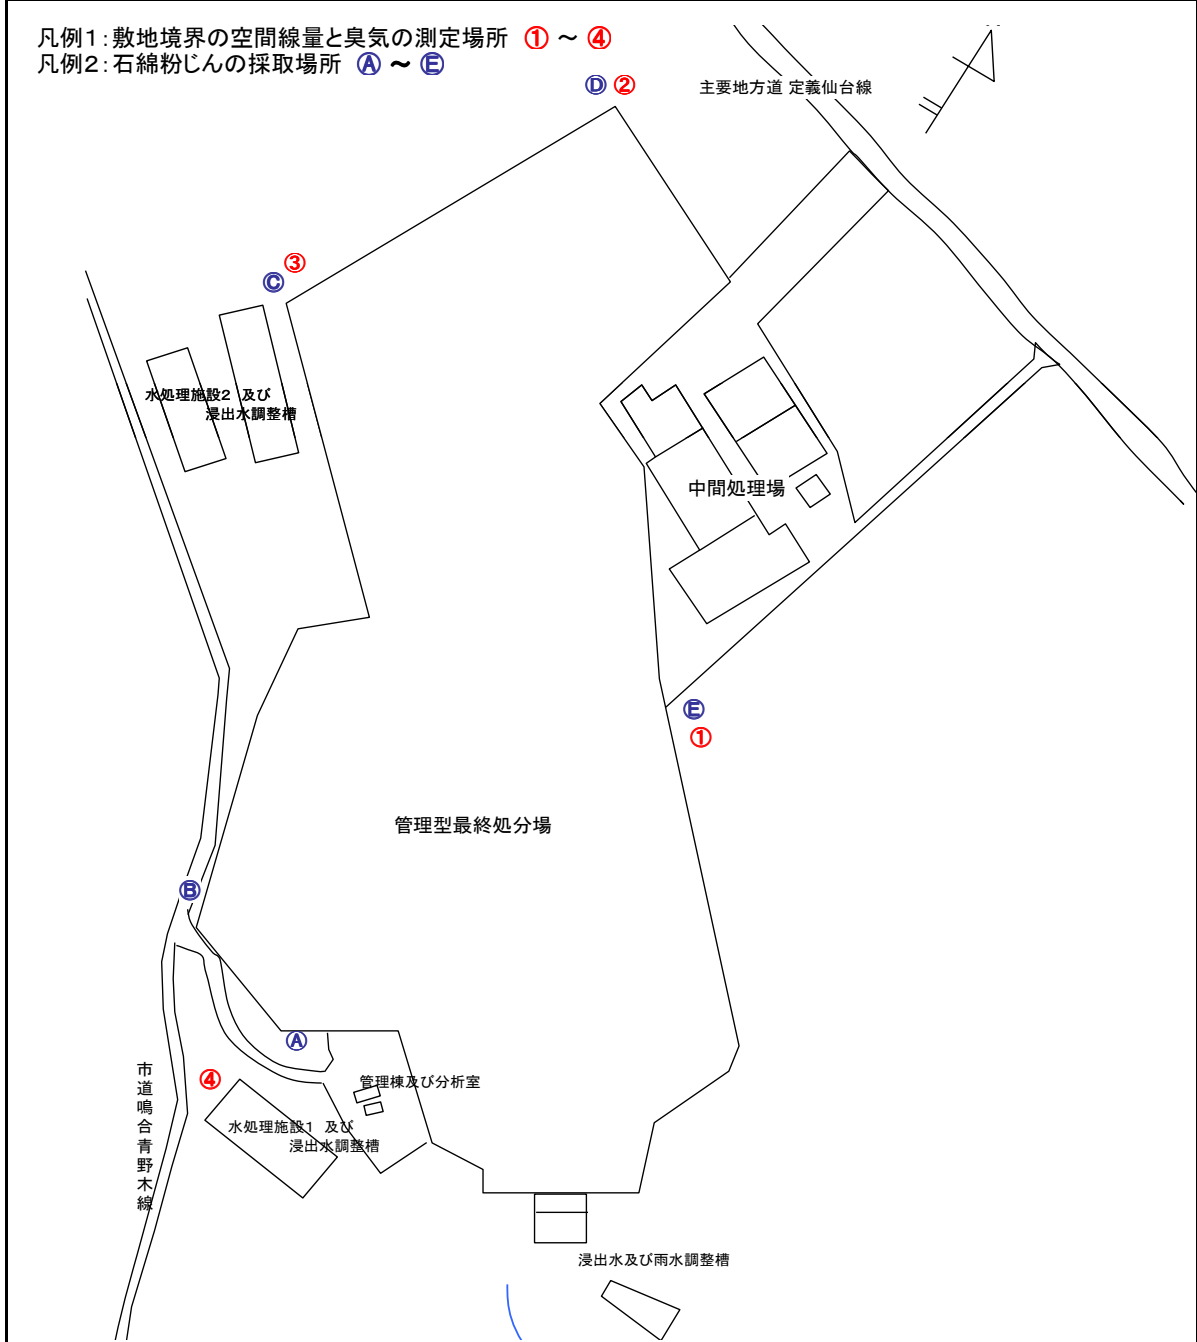 凡例1：敷地境界の空間線量と臭気の測定場所 ① ～ ④
凡例2：石綿粉じんの採取場所 Ⓐ ～ Ⓔ
Ⓓ ②
主要地方道 定義仙台線
③
Ⓒ
水処理施設2 及び
浸出水調整槽
中間処理場
Ⓔ
①
管理型最終処分場
Ⓑ
Ⓐ
④
管理棟及び分析室
水処理施設1 及び
浸出水調整槽
市道鳴合青野木線
浸出水及び雨水調整槽